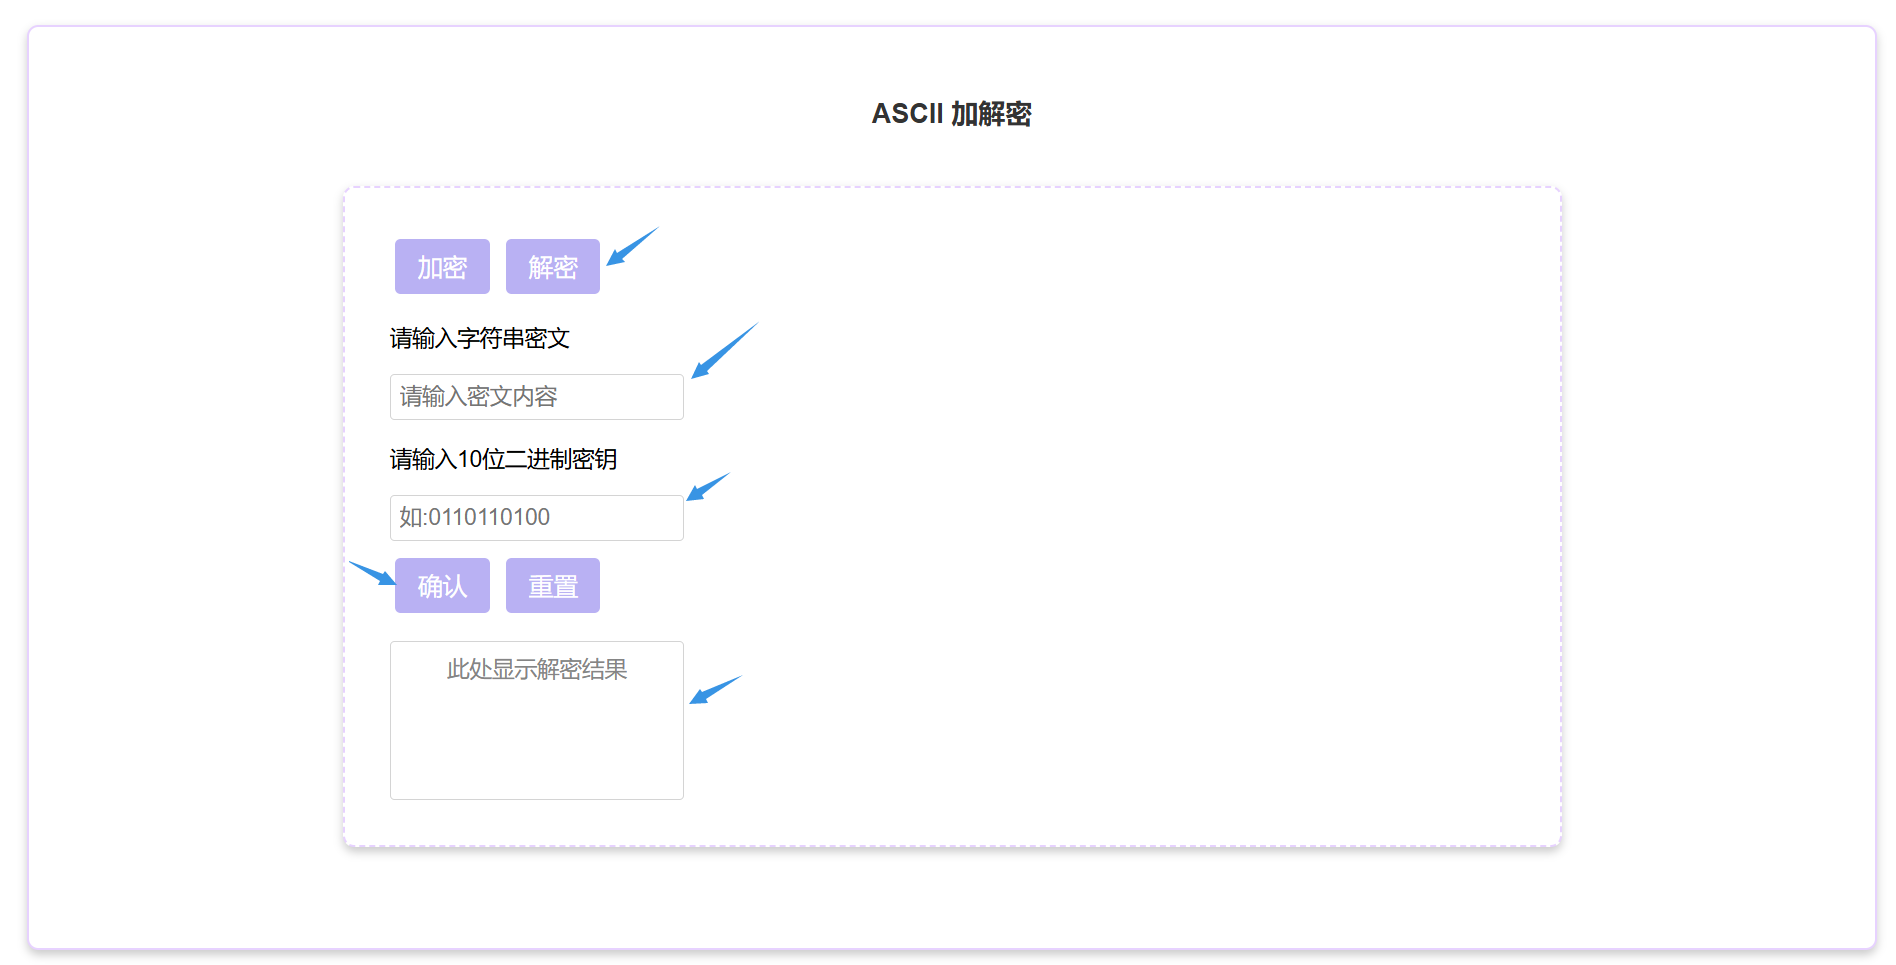 ASCII 加解密
加密 解密
请输入字符串密文
请输入密文内容
请输入10位二进制密钥
如:0110110100
确认 重置
此处显示解密结果